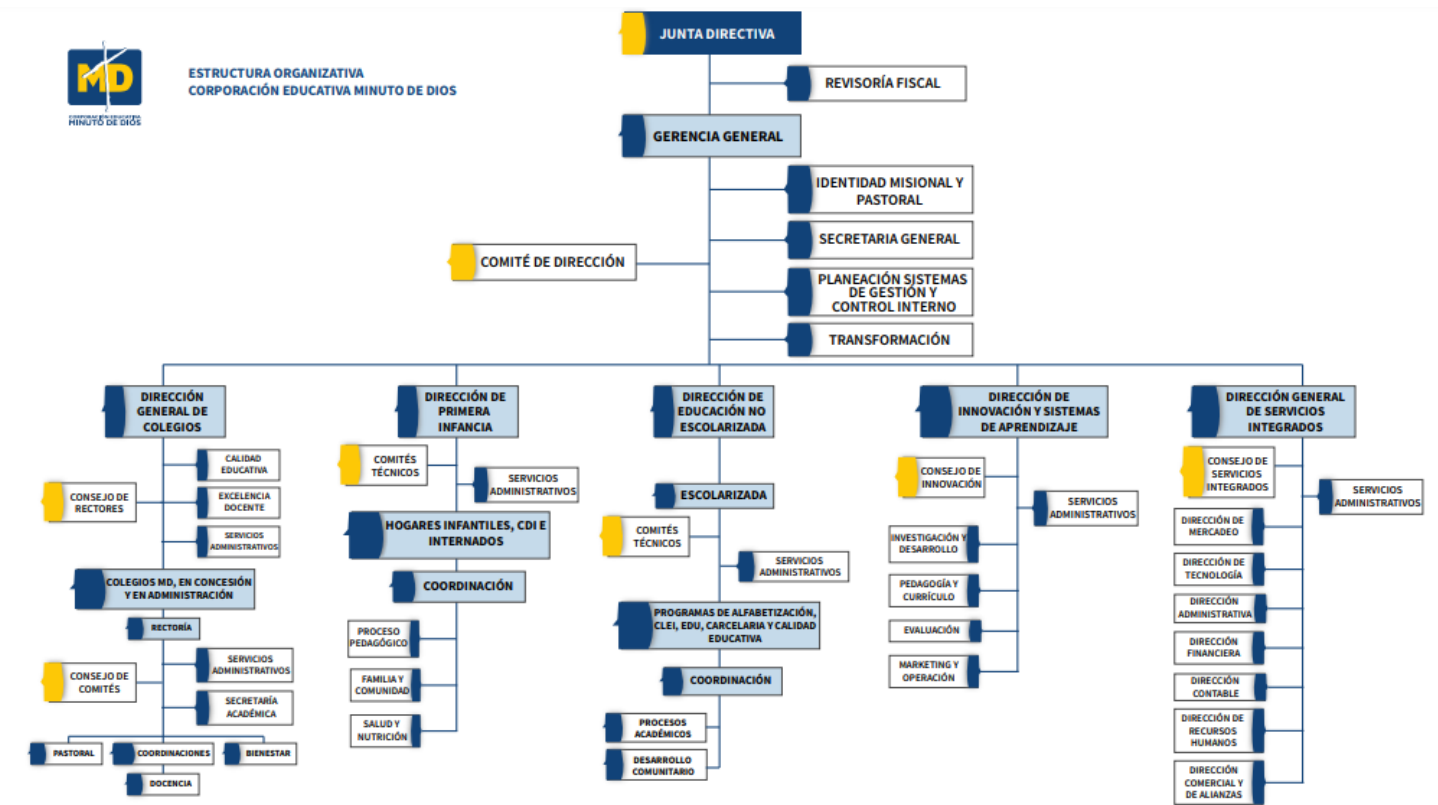 JUNTA DIRECTIVA
MD
CORPORACIÓN EDUCATIVA
MINUTO DE DIOS
ESTRUCTURA ORGANIZATIVA
CORPORACIÓN EDUCATIVA MINUTO DE DIOS
REVISORÍA FISCAL
GERENCIA GENERAL
IDENTIDAD MISIONAL Y
PASTORAL
SECRETARIA GENERAL
COMITÉ DE DIRECCIÓN
PLANEACIÓN SISTEMAS
DE GESTIÓN Y
CONTROL INTERNO
TRANSFORMACIÓN
DIRECCIÓN
GENERAL DE
COLEGIOS
CALIDAD
EDUCATIVA
CONSEJO DE
RECTORES
EXCELENCIA
DOCENTE
SERVICIOS
ADMINISTRATIVOS
COLEGIOS MD, EN CONCESIÓN
Y EN ADMINISTRACIÓN
RECTORÍA
SERVICIOS
ADMINISTRATIVOS
CONSEJO DE
COMITÉS
SECRETARÍA
ACADÉMICA
PASTORAL
COORDINACIONES
BIENESTAR
DOCENCIA
DIRECCIÓN DE
PRIMERA
INFANCIA
COMITÉS
TÉCNICOS
SERVICIOS
ADMINISTRATIVOS
HOGARES INFANTILES, CDI E
INTERNADOS
COORDINACIÓN
PROCESO
PEDAGÓGICO
FAMILIA Y
COMUNIDAD
SALUD Y
NUTRICIÓN
DIRECCIÓN DE
EDUCACIÓN NO
ESCOLARIZADA
ESCOLARIZADA
COMITÉS
TÉCNICOS
SERVICIOS
ADMINISTRATIVOS
PROGRAMAS DE ALFABETIZACIÓN,
CLEI, EDU, CARCELARIA Y CALIDAD
EDUCATIVA
COORDINACIÓN
PROCESOS
ACADÉMICOS
DESARROLLO
COMUNITARIO
DIRECCIÓN DE
INNOVACIÓN Y SISTEMAS
DE APRENDIZAJE
CONSEJO DE
INNOVACIÓN
SERVICIOS
ADMINISTRATIVOS
INVESTIGACIÓN Y
DESARROLLO
PEDAGOGÍA Y
CURRÍCULO
EVALUACIÓN
MARKETING Y
OPERACIÓN
DIRECCIÓN GENERAL
DE SERVICIOS
INTEGRADOS
CONSEJO DE
SERVICIOS
INTEGRADOS
SERVICIOS
ADMINISTRATIVOS
DIRECCIÓN DE
MERCADEO
DIRECCIÓN DE
TECNOLOGÍA
DIRECCIÓN
ADMINISTRATIVA
DIRECCIÓN
FINANCIERA
DIRECCIÓN
CONTABLE
DIRECCIÓN DE
RECURSOS
HUMANOS
DIRECCIÓN
COMERCIAL Y
DE ALIANZAS